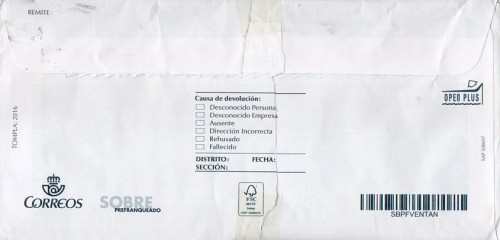 REMITE:
TOMPLA: 2016
Causa de devolución:
Desconocido Persona
Desconocido Empresa
Ausente
Dirección Incorrecta
Rehusado
Fallecido
DISTRITO: FECHA:
SECCIÓN:
OPEN PLUS
CORREOS
SOBRE
PREFRANQUEADO
FSC
SBPFVENTAN